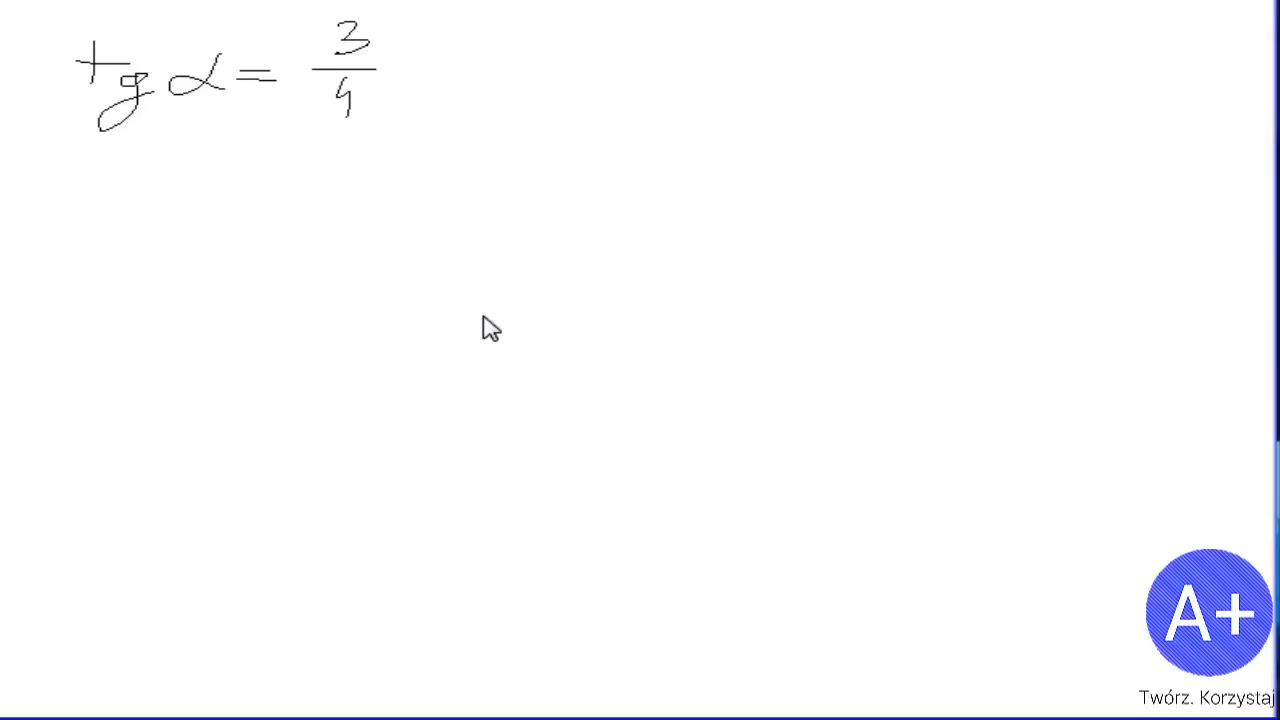 tg α = 3/4
A+
Twórz. Korzystaj